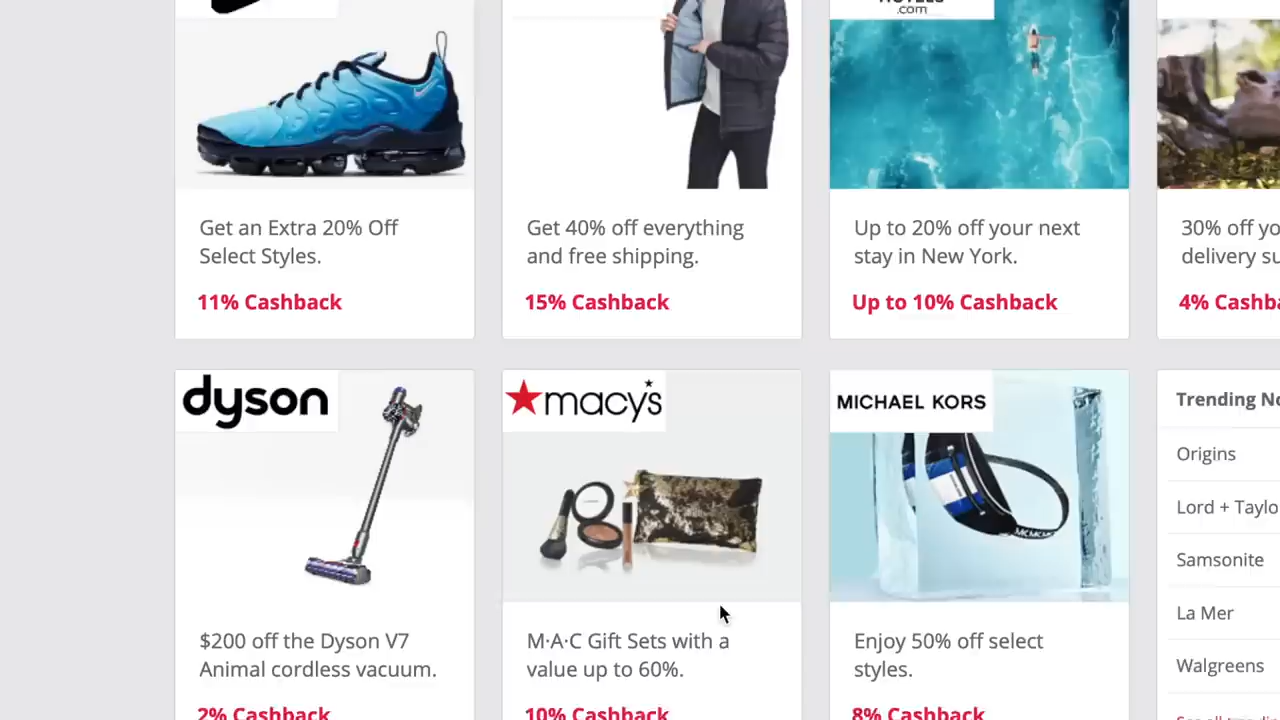 .com
Get an Extra 20% Off
Select Styles.
11% Cashback
Get 40% off everything
and free shipping.
15% Cashback
Up to 20% off your next
stay in New York.
Up to 10% Cashback
30% off
4%
dyson
$200 off the Dyson V7
Animal cordless vacuum.
2% Cashback
macy's
M·A·C Gift Sets with a
value up to 60%.
10% Cashback
MICHAEL KORS
Enjoy 50% off select
styles.
8% Cashback
Trending
Origins
Lord +
Samsonite
La Mer
Walgreens